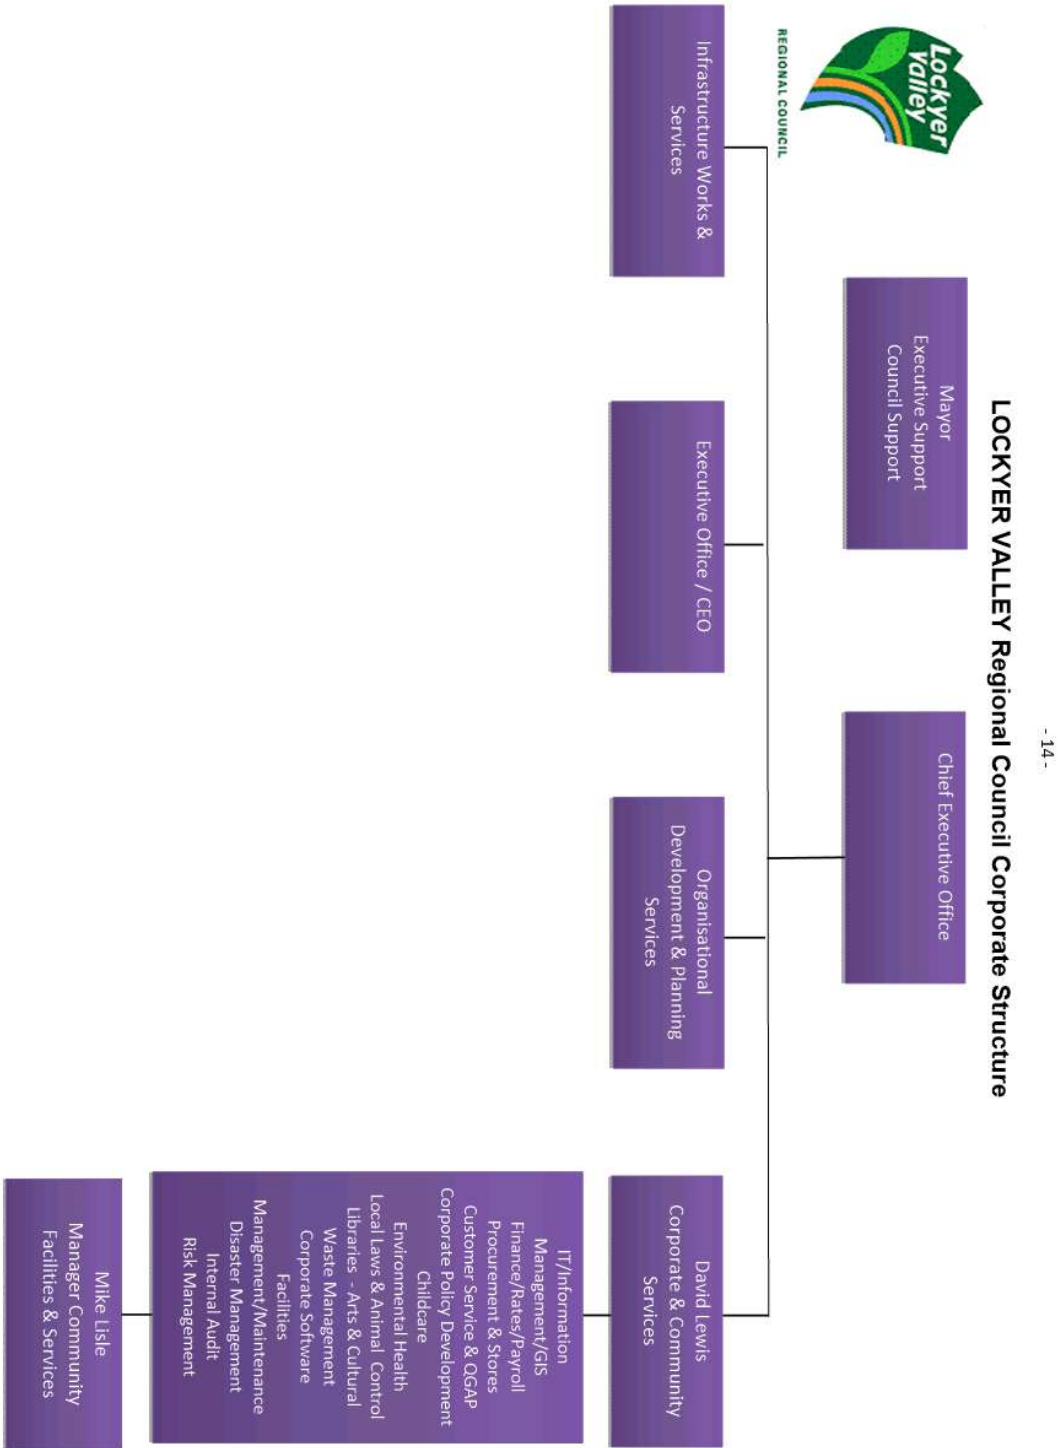 - 14 -
LOCKYER VALLEY Regional Council Corporate Structure
Lockyer
Valley
REGIONAL COUNCIL
Mayor
Executive Support
Council Support
Chief Executive Office
Infrastructure Works &
Services
Executive Office / CEO
Organisational
Development & Planning
Services
David Lewis
Corporate & Community
Services
IT/Information
Management/GIS
Finance/Rates/Payroll
Procurement & Stores
Customer Service & QGAP
Corporate Policy Development
Childcare
Environmental Health
Local Laws & Animal Control
Libraries - Arts & Cultural
Waste Management
Corporate Software
Facilities
Management/Maintenance
Disaster Management
Internal Audit
Risk Management
Mike Lisle
Manager Community
Facilities & Services